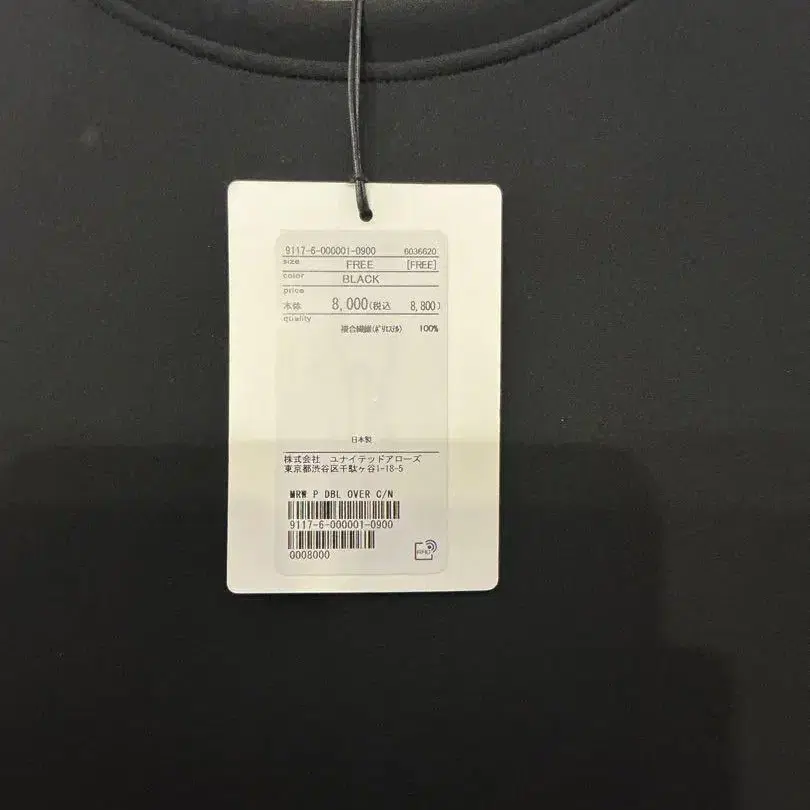 9117-6-000001-0900 6036620
size FREE [FREE]
color BLACK
price
本体 8,000(税込 8,800)
quality
複合繊維(ポリエステル) 100%
日本製
株式会社 ユナイテッドアローズ
東京都渋谷区千駄ヶ谷1-18-5
MRW P DBL OVER C/N
9117-6-000001-0900
0008000
RFID